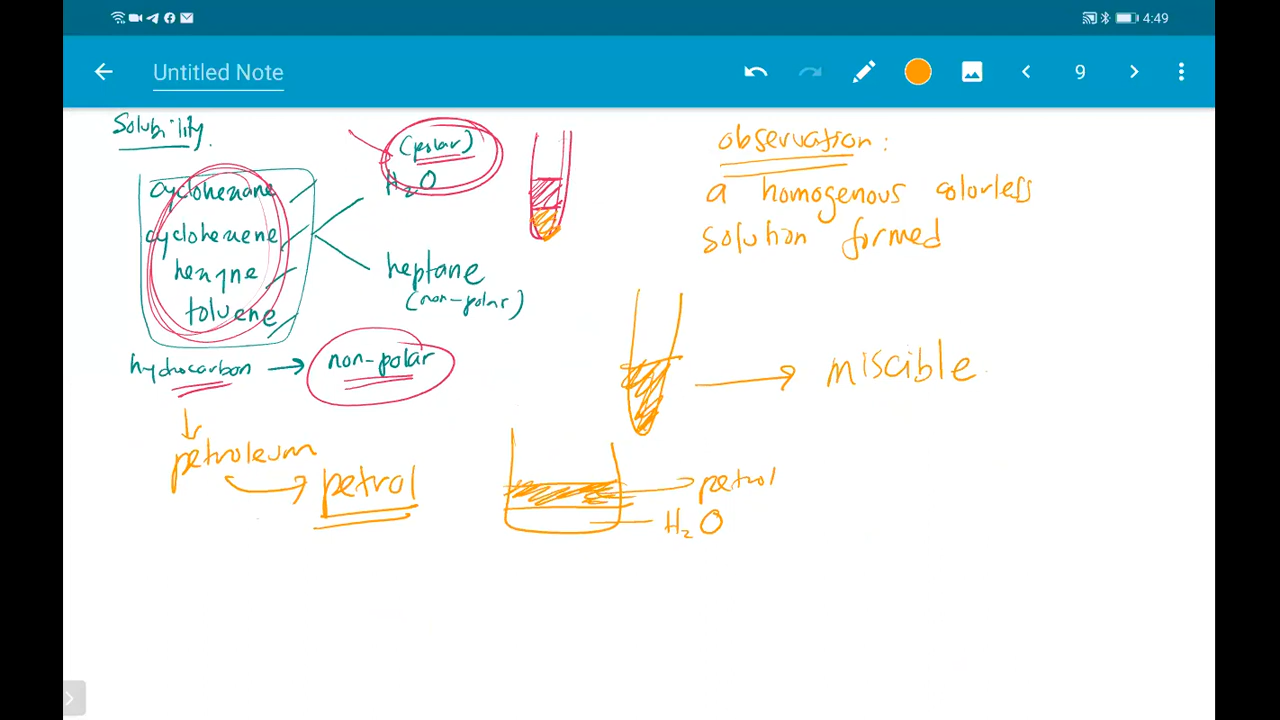 4:49
Untitled Note
9
Solubility.
cyclohexane
cyclohexene
hexyne
toluene
hydrocarbon → non-polar
petroleum
petrol
(polar)
H₂O
heptane
(non-polar)
observation:
a homogenous colorless
solution formed
miscible
petrol
H₂O